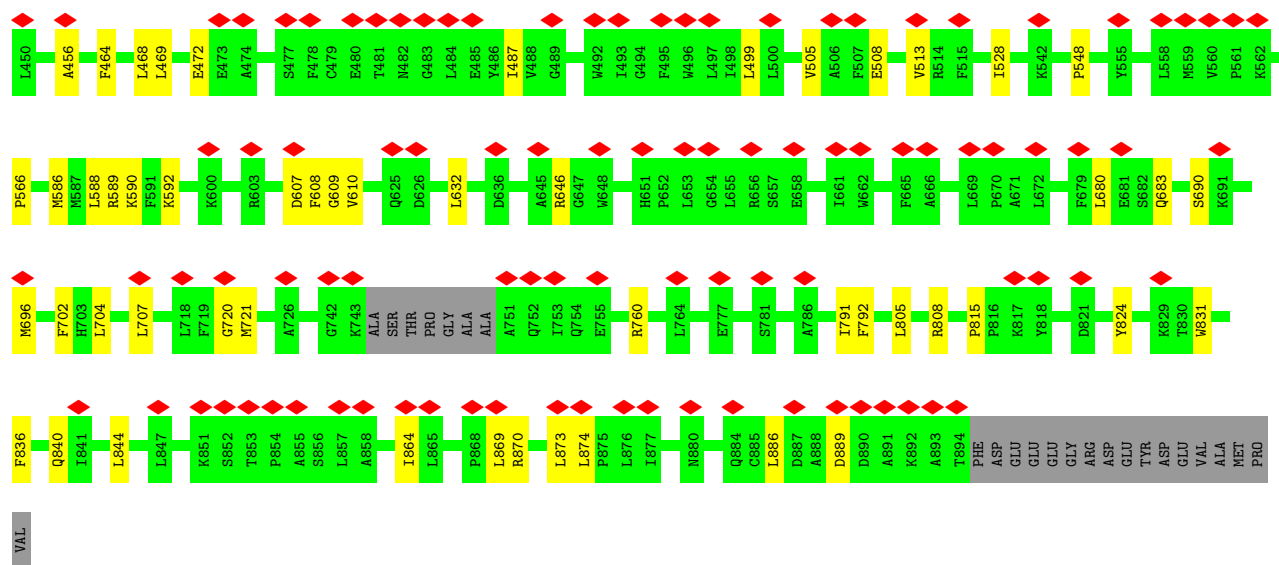 L450 A456 F464 L468 L469 E472 E473 A474 S477 F478 C479 E480 T481 N482 G483 L484 E485 Y486 I487 V488 G489 W492 I493 G494 F495 W496 L497 I498 L499 L500 V505 A506 F507 E508 V513 R514 F515 I528 K542 P548 Y555 L558 M559 V560 P561 K562
P566 M586 M587 L588 R589 K590 F591 K592 K600 R603 D607 F608 G609 V610 Q625 D626 L632 D636 A645 R646 G647 W648 H651 P652 L653 G654 L655 R656 S657 E658 I661 W662 F665 A666 L669 P670 A671 L672 F679 L680 E681 S682 Q683 S690 K691
M696 F702 H703 L704 L707 L718 F719 G720 M721 A726 G742 K743 ALA SER THR PRO GLY ALA ALA A751 Q752 I753 Q754 E755 R760 L764 E777 S781 A786 I791 F792 L805 R808 P815 P816 K817 Y818 D821 Y824 K829 T830 W831
F836 Q840 I841 L844 L847 K851 S852 T853 P854 A855 S856 L857 A858 I864 L865 P868 L869 R870 L873 L874 P875 L876 I877 N880 Q884 C885 L886 D887 A888 D889 D890 A891 K892 A893 T894 PHE ASP GLU GLU GLU GLY ARG ASP GLU TYR ASP GLU VAL ALA MET PRO
VAL